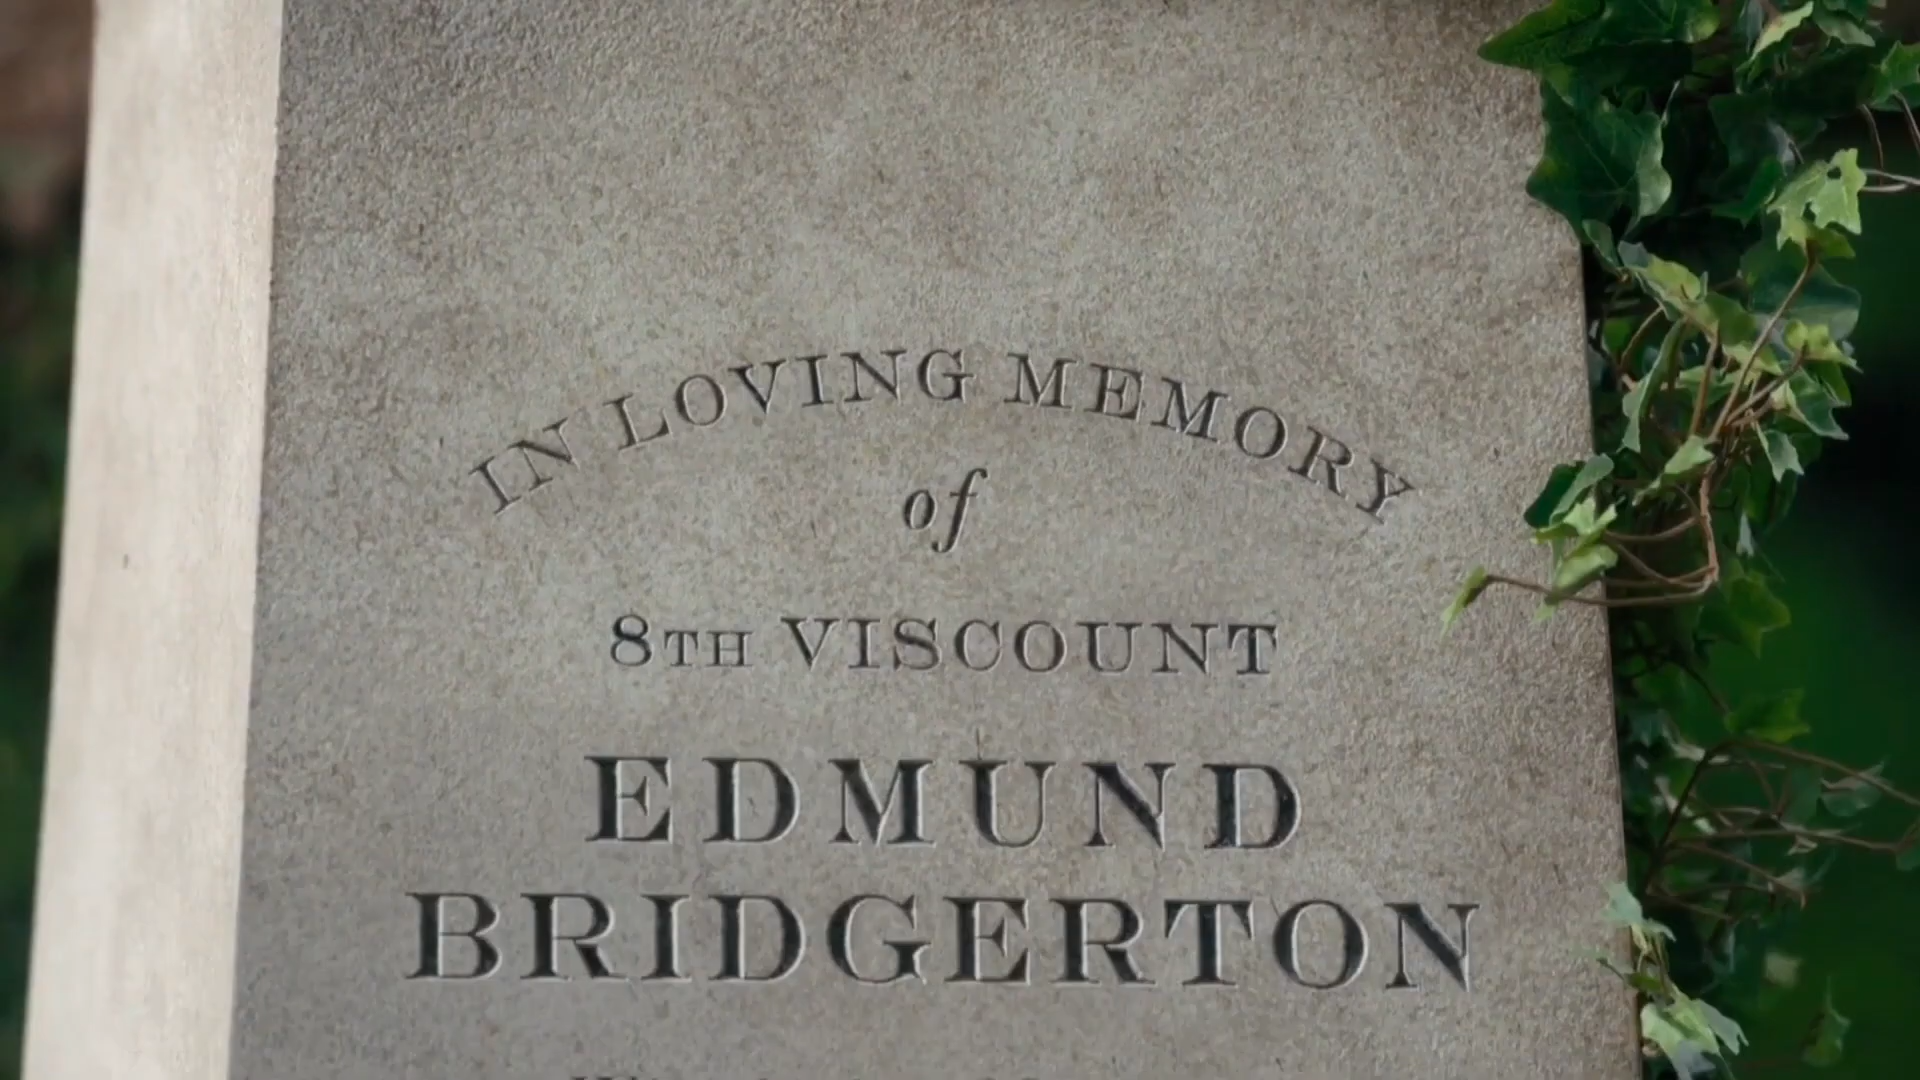 IN LOVING MEMORY
of
8TH VISCOUNT
EDMUND
BRIDGERTON